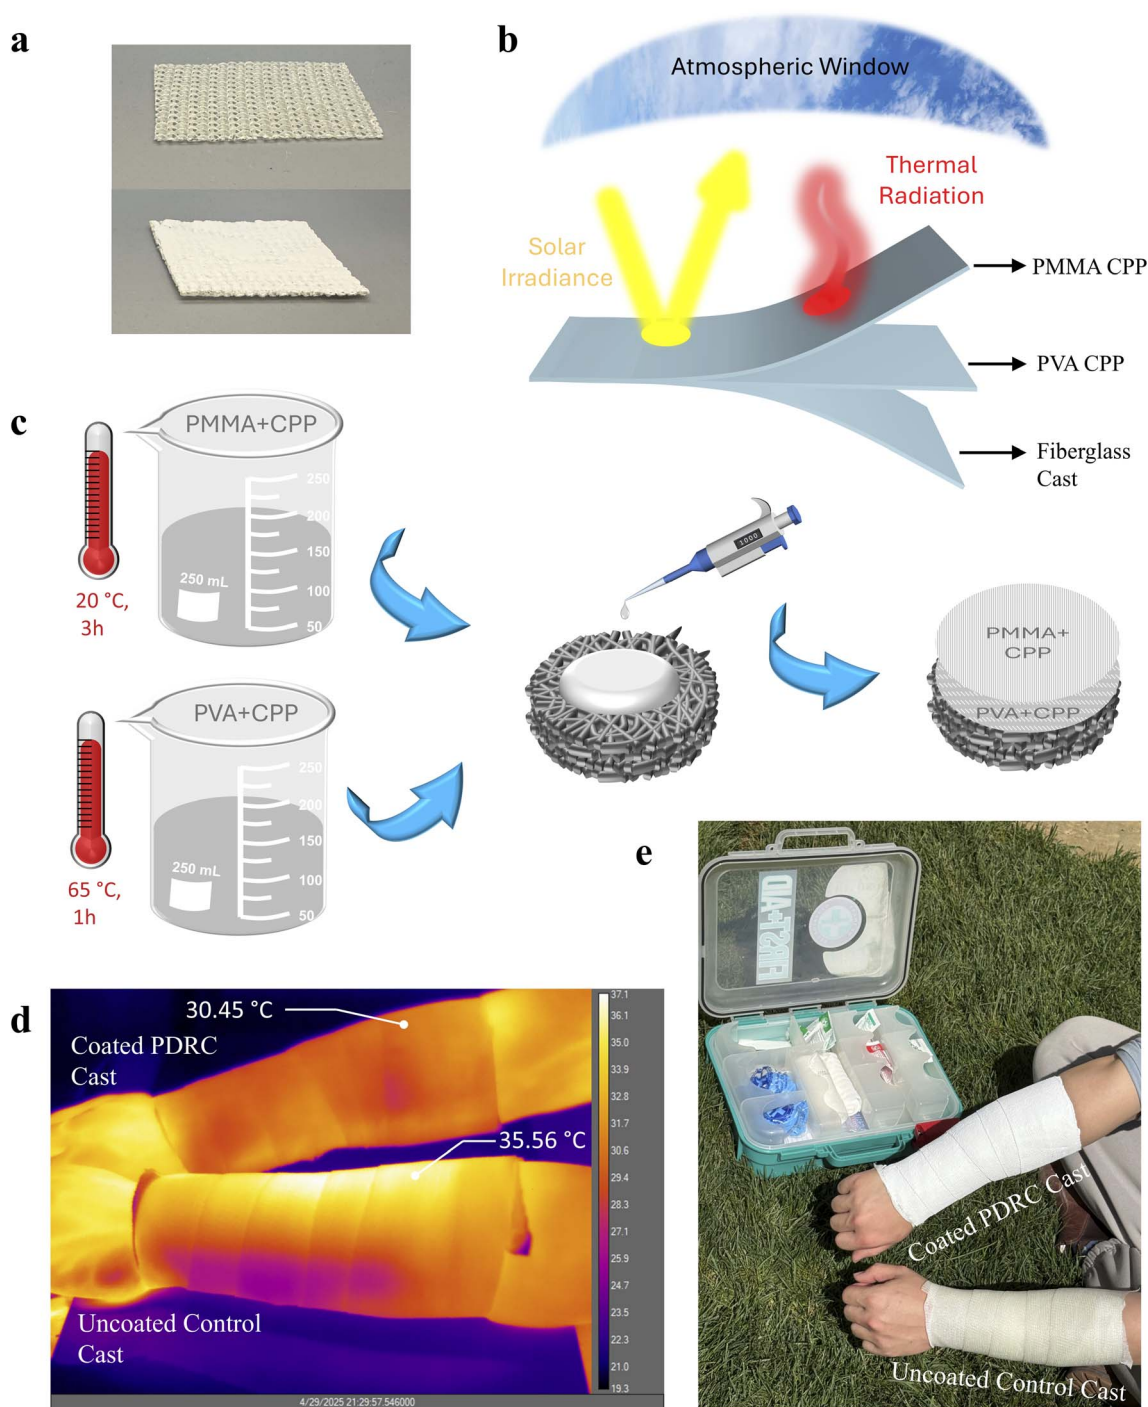 a
b
Atmospheric Window
Thermal
Radiation
Solar
Irradiance
PMMA CPP
PVA CPP
Fiberglass
Cast
c
PMMA+CPP
250
200
150
100
50
250 mL
20 °C,
3h
PVA+CPP
250
200
150
100
50
250 mL
65 °C,
1h
1000
PMMA+
CPP
PVA+CPP
d
30.45 °C
Coated PDRC
Cast
35.56 °C
Uncoated Control
Cast
37.1
36.1
35.0
33.9
32.8
31.7
30.6
29.4
28.3
27.1
25.9
24.7
23.5
22.3
21.0
19.3
4/29/2025 21:29:57.546000
e
FIRST+AID
Coated PDRC Cast
Uncoated Control Cast